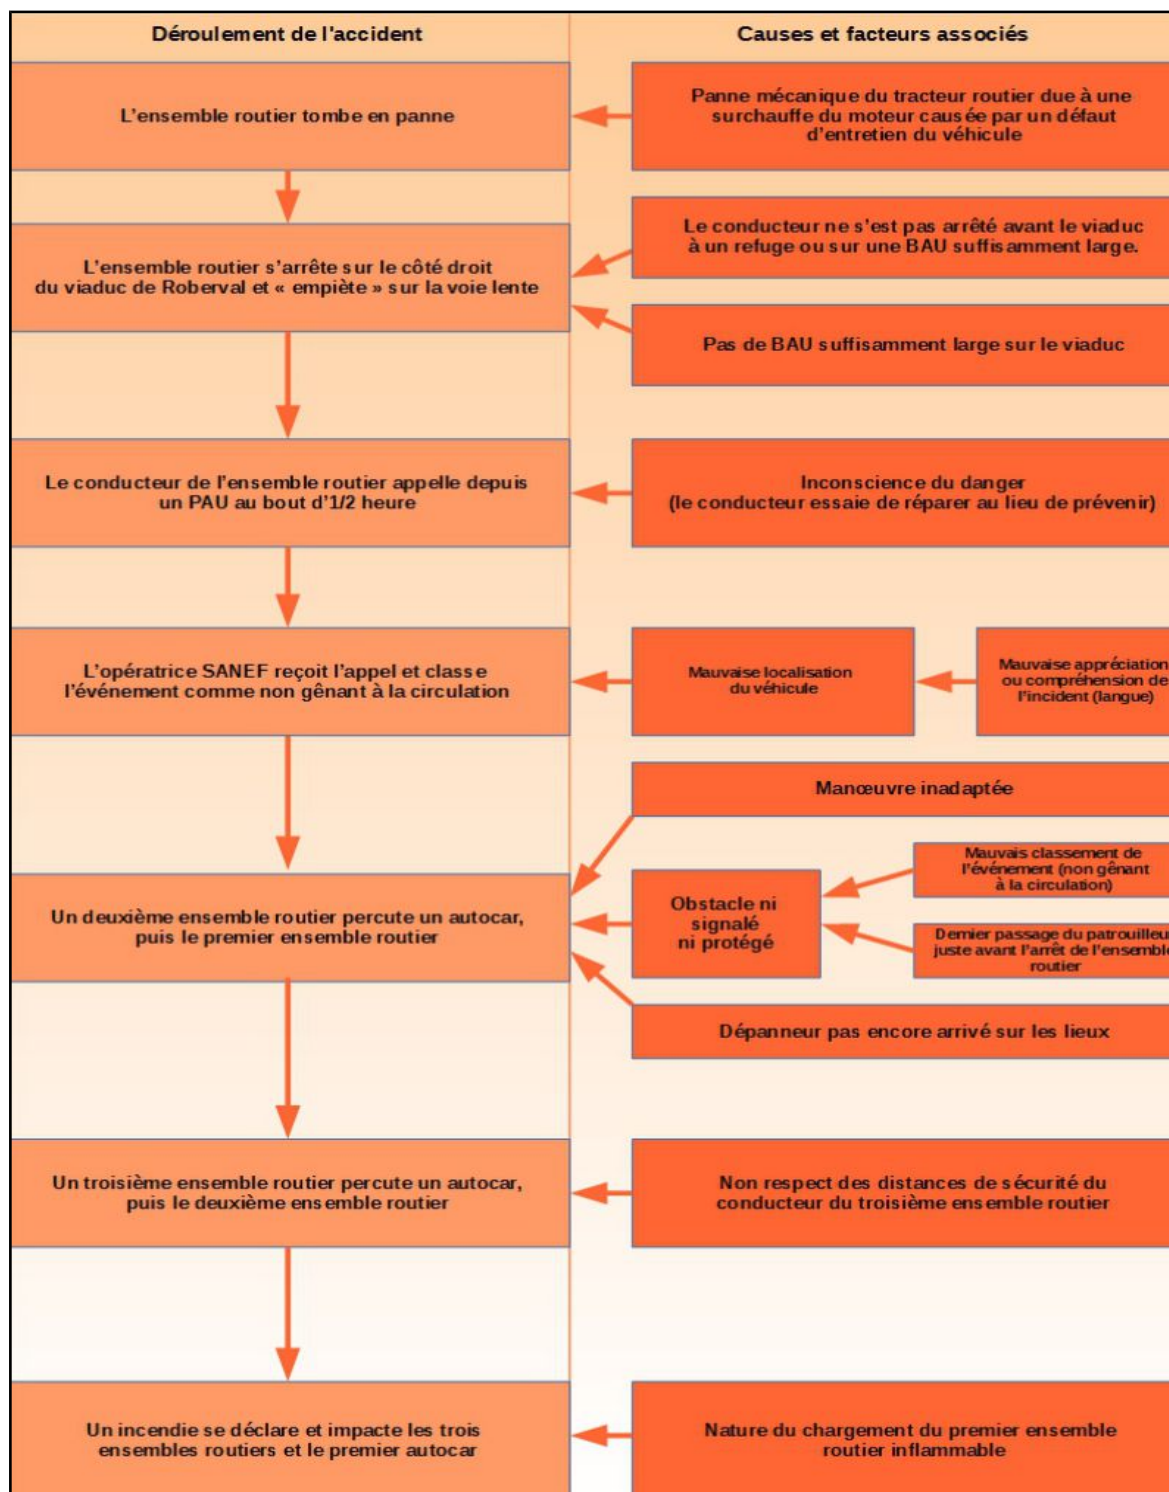 Déroulement de l'accident
Causes et facteurs associés
L'ensemble routier tombe en panne
Panne mécanique du tracteur routier due à une
surchauffe du moteur causée par un défaut
d'entretien du véhicule
L'ensemble routier s'arrête sur le côté droit
du viaduc de Roberval et « empiète » sur la voie lente
Le conducteur ne s'est pas arrêté avant le viaduc
à un refuge ou sur une BAU suffisamment large.
Pas de BAU suffisamment large sur le viaduc
Le conducteur de l'ensemble routier appelle depuis
un PAU au bout d'1/2 heure
Inconscience du danger
(le conducteur essaie de réparer au lieu de prévenir)
L'opératrice SANEF reçoit l'appel et classe
l'événement comme non gênant à la circulation
Mauvaise localisation
du véhicule
Mauvaise appréciation
ou compréhension de
l'incident (langue)
Manœuvre inadaptée
Un deuxième ensemble routier percute un autocar,
puis le premier ensemble routier
Obstacle ni
signalé
ni protégé
Mauvais classement de
l'événement (non gênant
à la circulation)
Dernier passage du patrouilleur
juste avant l'arrêt de l'ensemble
routier
Dépanneur pas encore arrivé sur les lieux
Un troisième ensemble routier percute un autocar,
puis le deuxième ensemble routier
Non respect des distances de sécurité du
conducteur du troisième ensemble routier
Un incendie se déclare et impacte les trois
ensembles routiers et le premier autocar
Nature du chargement du premier ensemble
routier inflammable